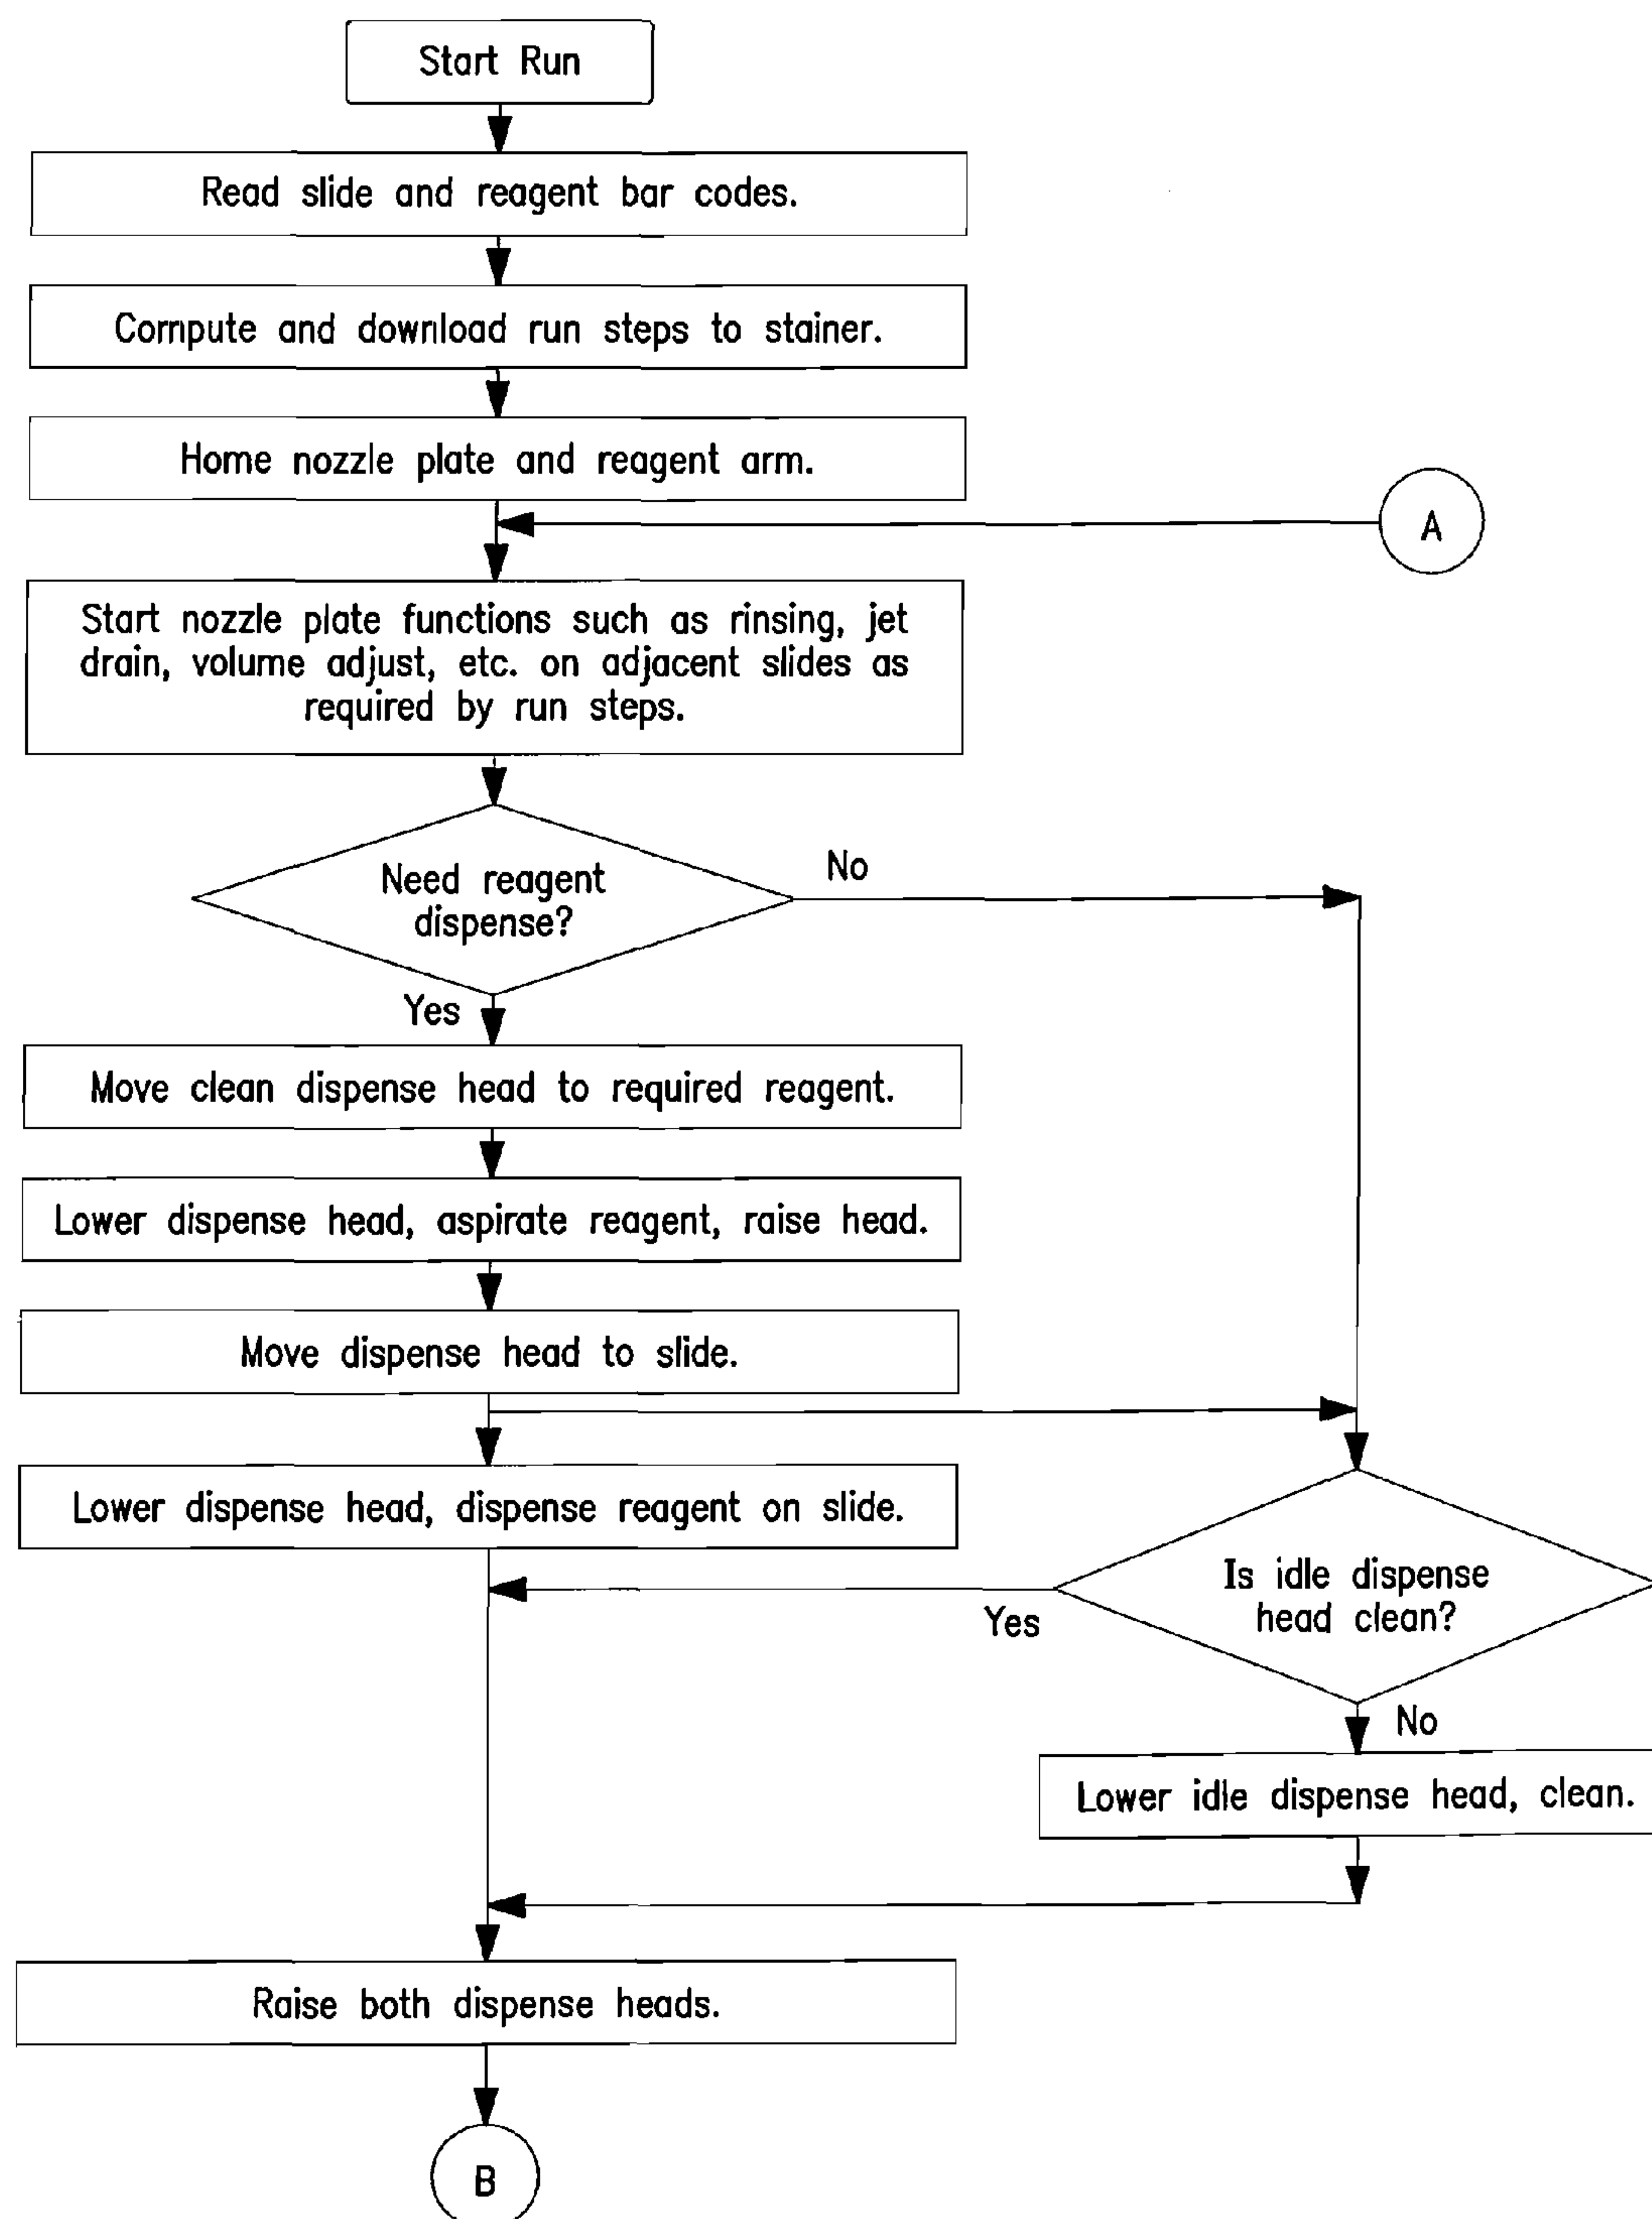 Start Run
Read slide and reagent bar codes.
Compute and download run steps to stainer.
Home nozzle plate and reagent arm.
A
Start nozzle plate functions such as rinsing, jet
drain, volume adjust, etc. on adjacent slides as
required by run steps.
Need reagent
dispense?
No
Yes
Move clean dispense head to required reagent.
Lower dispense head, aspirate reagent, raise head.
Move dispense head to slide.
Lower dispense head, dispense reagent on slide.
Is idle dispense
head clean?
Yes
No
Lower idle dispense head, clean.
Raise both dispense heads.
B